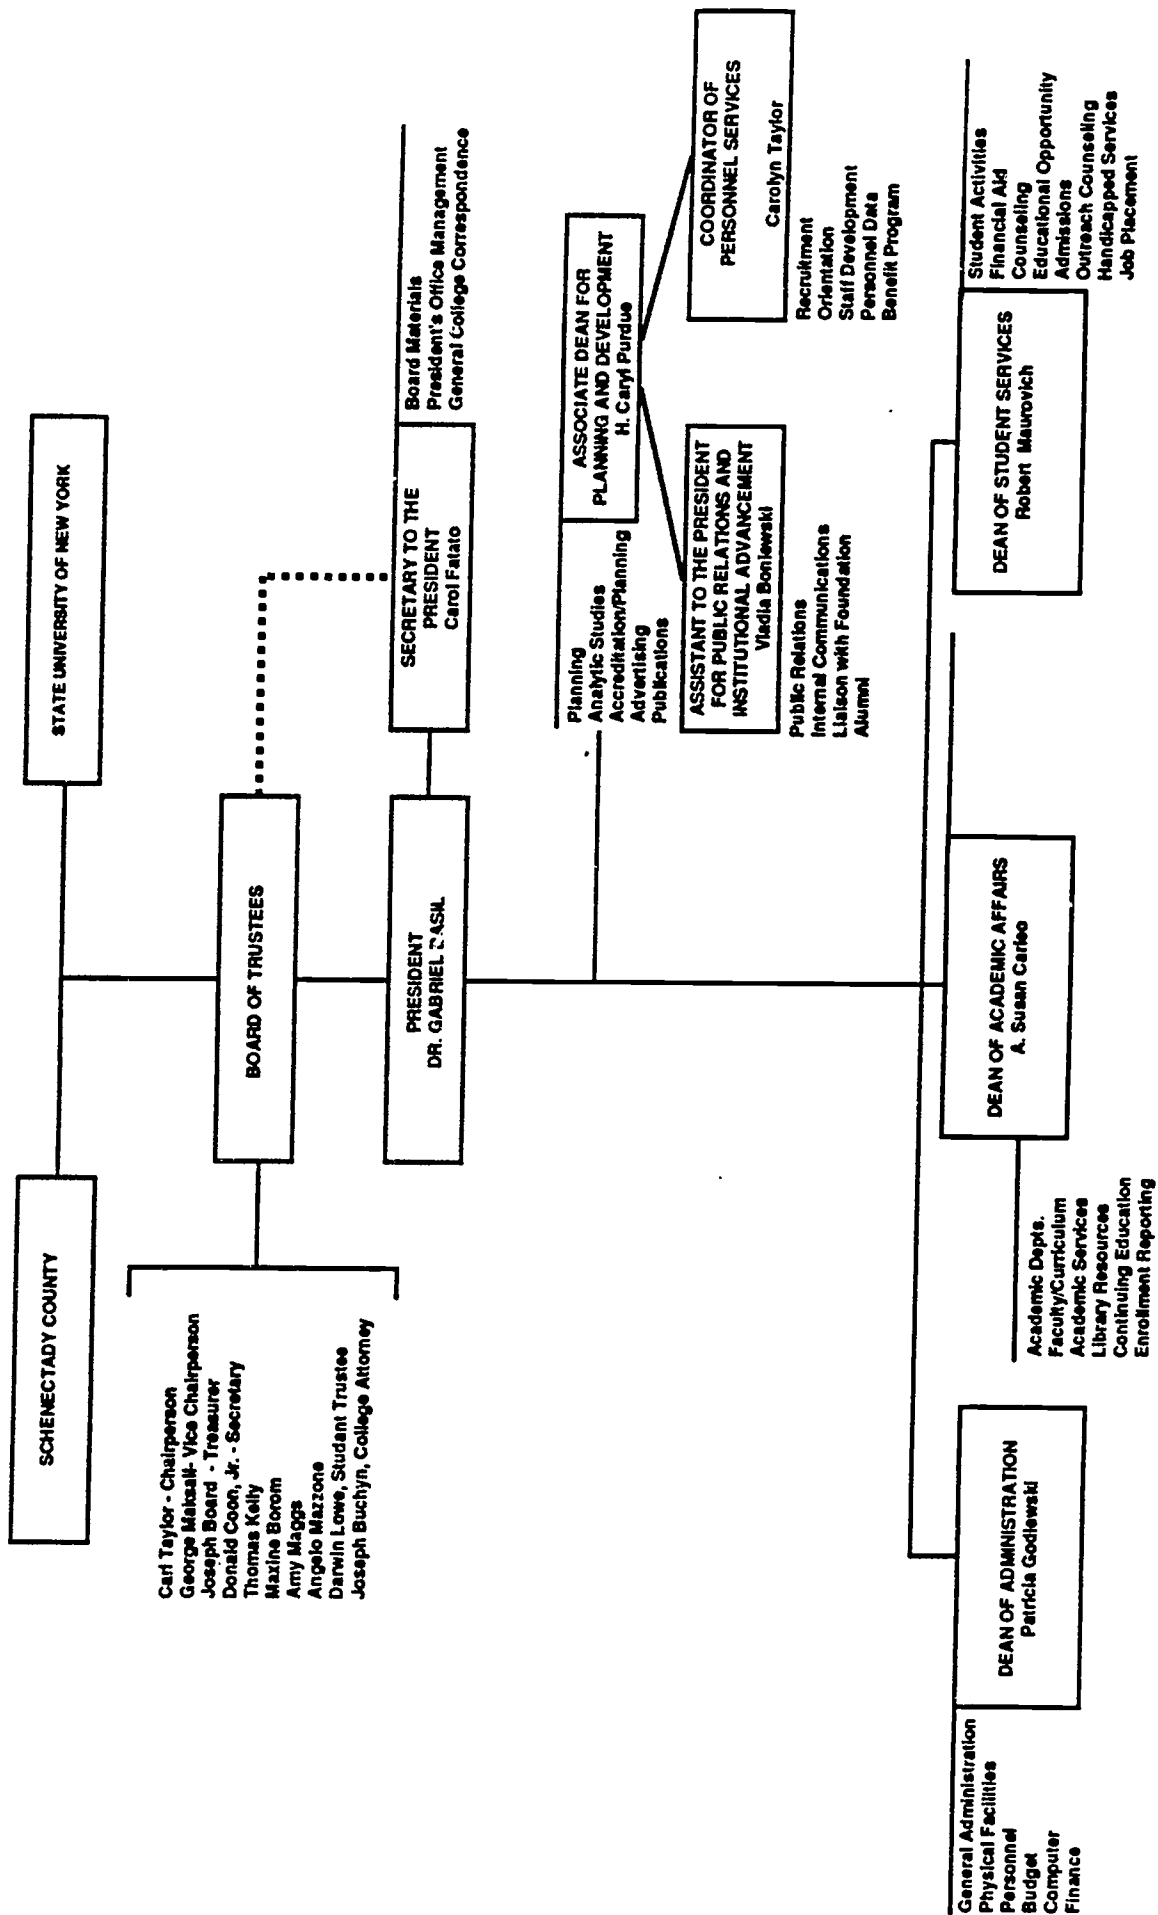 SCHENECTADY COUNTY
STATE UNIVERSITY OF NEW YORK
Carl Taylor - Chairperson
George Maksail- Vice Chairperson
Joseph Board - Treasurer
Donald Coon, Jr. - Secretary
Thomas Kelly
Maxine Borom
Amy Maggs
Angelo Mazzone
Darwin Lowe, Student Trustee
Joseph Buchyn, College Attorney
BOARD OF TRUSTEES
PRESIDENT
DR. GABRIEL BASIL
SECRETARY TO THE
PRESIDENT
Carol Fatato
Board Materials
President's Office Management
General College Correspondence
ASSOCIATE DEAN FOR
PLANNING AND DEVELOPMENT
H. Caryl Purdue
Planning
Analytic Studies
Accreditation/Planning
Advertising
Publications
ASSISTANT TO THE PRESIDENT
FOR PUBLIC RELATIONS AND
INSTITUTIONAL ADVANCEMENT
Vladia Boniewski
Public Relations
Internal Communications
Liaison with Foundation
Alumni
COORDINATOR OF
PERSONNEL SERVICES
Carolyn Taylor
Recruitment
Orientation
Staff Development
Personnel Data
Benefit Program
General Administration
Physical Facilities
Personnel
Budget
Computer
Finance
DEAN OF ADMINISTRATION
Patricia Godlewski
Academic Depts.
Faculty/Curriculum
Academic Services
Library Resources
Continuing Education
Enrollment Reporting
DEAN OF ACADEMIC AFFAIRS
A. Susan Carleo
DEAN OF STUDENT SERVICES
Robert Maurovich
Student Activities
Financial Aid
Counseling
Educational Opportunity
Admissions
Outreach Counseling
Handicapped Services
Job Placement